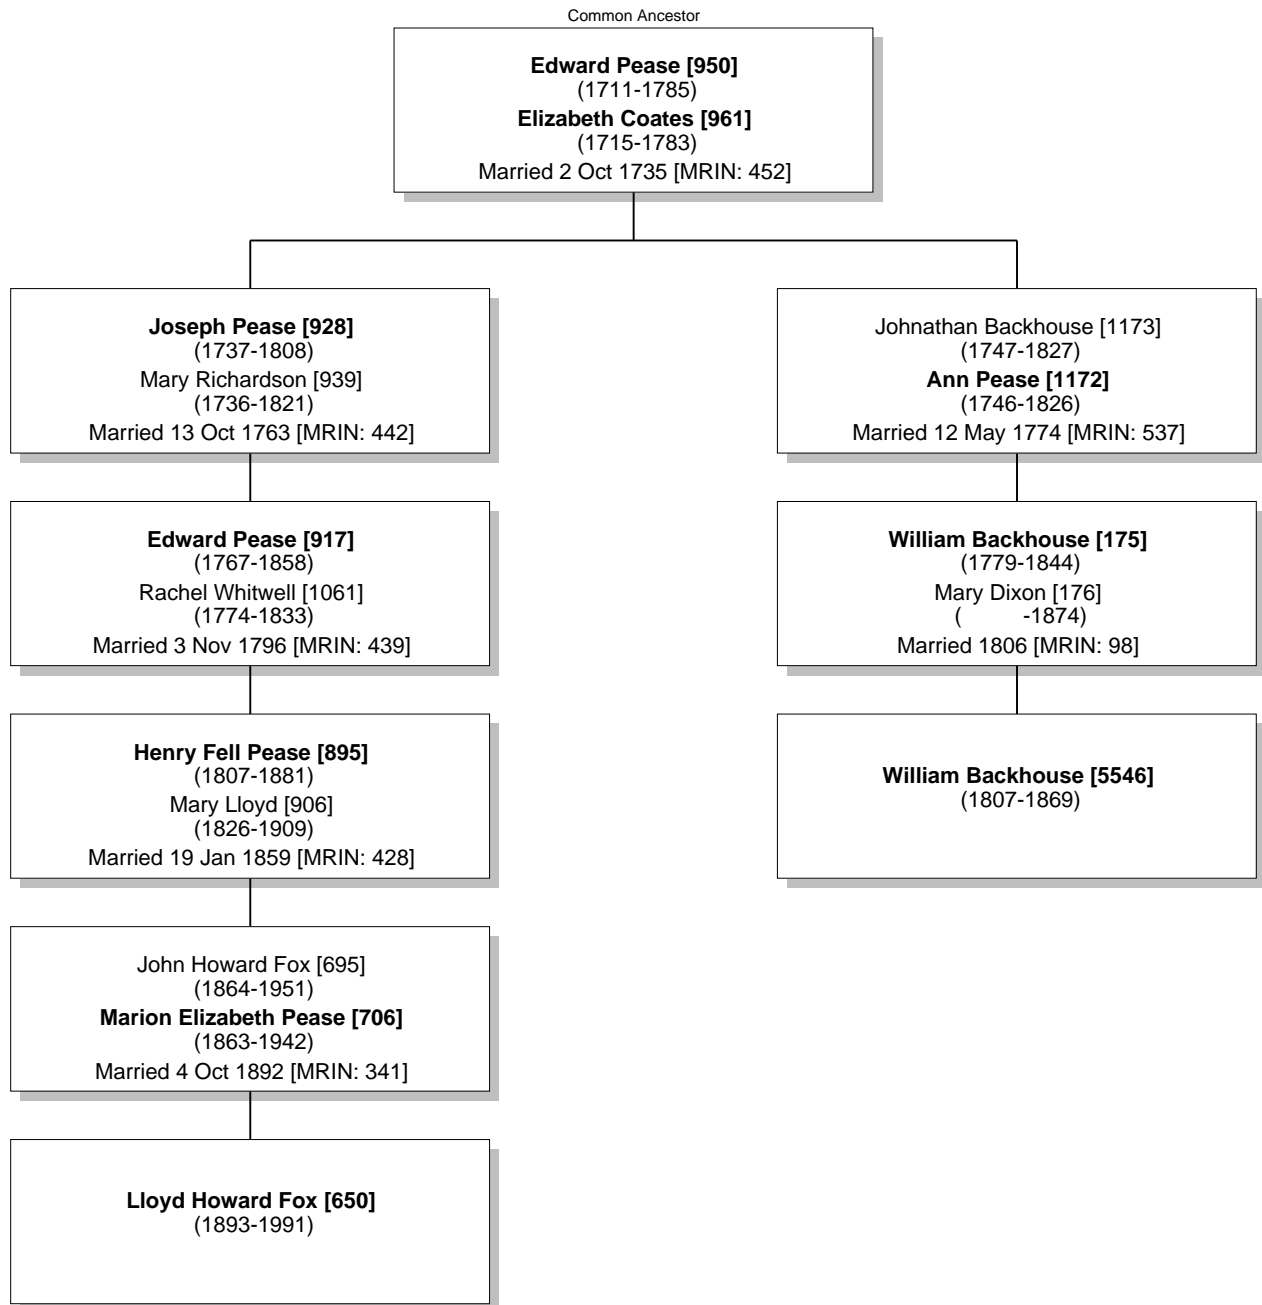 Common Ancestor
Edward Pease [950]
(1711-1785)
Elizabeth Coates [961]
(1715-1783)
Married 2 Oct 1735 [MRIN: 452]
Joseph Pease [928]
(1737-1808)
Mary Richardson [939]
(1736-1821)
Married 13 Oct 1763 [MRIN: 442]
Johnathan Backhouse [1173]
(1747-1827)
Ann Pease [1172]
(1746-1826)
Married 12 May 1774 [MRIN: 537]
Edward Pease [917]
(1767-1858)
Rachel Whitwell [1061]
(1774-1833)
Married 3 Nov 1796 [MRIN: 439]
William Backhouse [175]
(1779-1844)
Mary Dixon [176]
(          -1874)
Married 1806 [MRIN: 98]
Henry Fell Pease [895]
(1807-1881)
Mary Lloyd [906]
(1826-1909)
Married 19 Jan 1859 [MRIN: 428]
William Backhouse [5546]
(1807-1869)
John Howard Fox [695]
(1864-1951)
Marion Elizabeth Pease [706]
(1863-1942)
Married 4 Oct 1892 [MRIN: 341]
Lloyd Howard Fox [650]
(1893-1991)